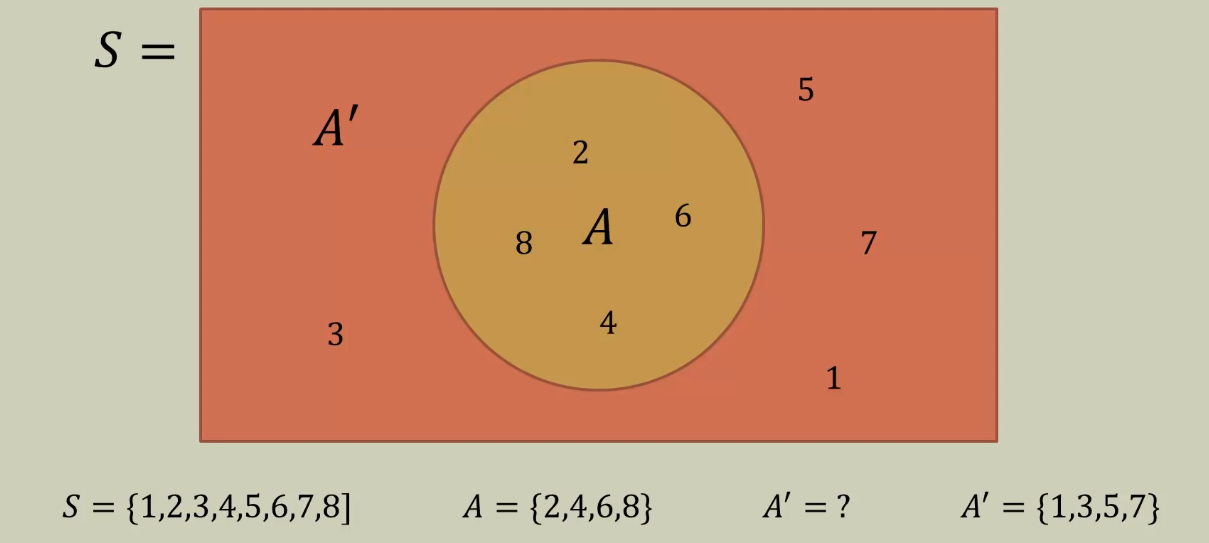 S =
A′
5
2
A
6
8
7
4
3
1
S = {1,2,3,4,5,6,7,8] A = {2,4,6,8} A′ = ? A′ = {1,3,5,7}